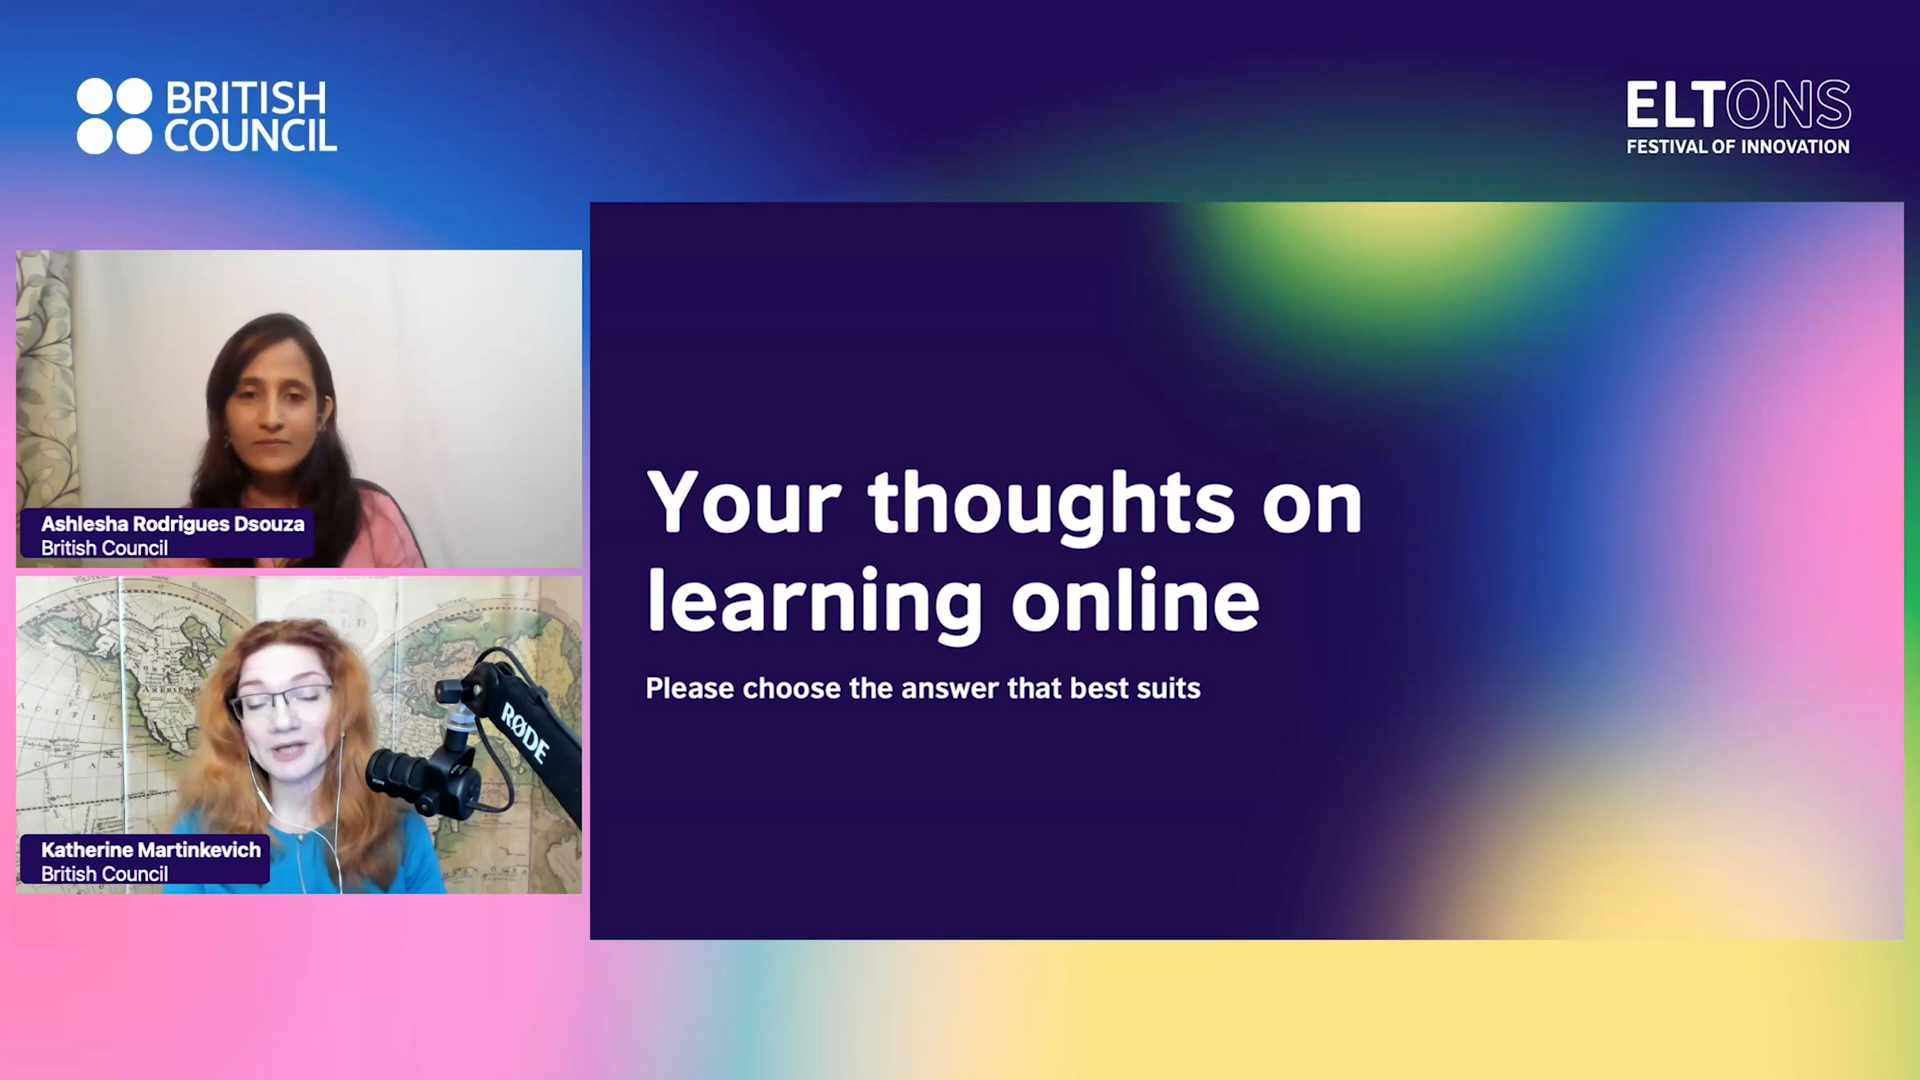 BRITISH
COUNCIL
ELTONS
FESTIVAL OF INNOVATION
Ashlesha Rodrigues Dsouza
British Council
RØDE
Katherine Martinkevich
British Council
Your thoughts on
learning online
Please choose the answer that best suits